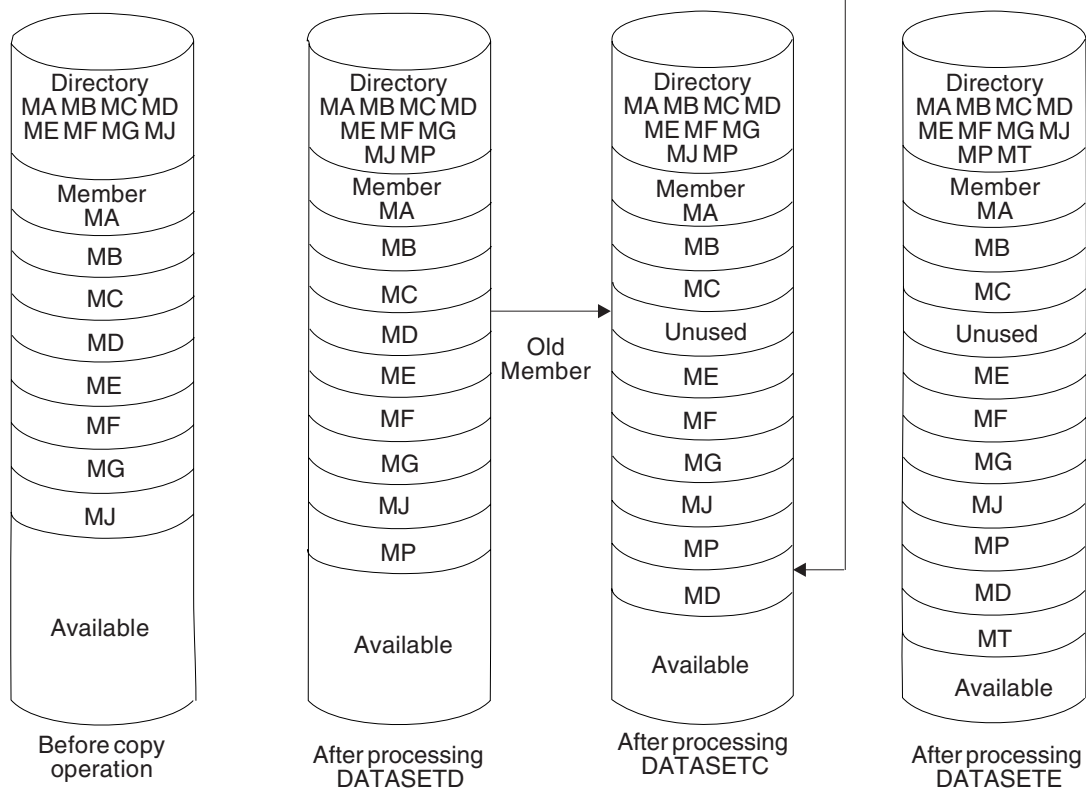 Directory
MA MB MC MD
ME MF MG MJ
Member
MA
MB
MC
MD
ME
MF
MG
MJ
Available
Before copy
operation
Directory
MA MB MC MD
ME MF MG
MJ MP
Member
MA
MB
MC
MD
ME
MF
MG
MJ
MP
Available
After processing
DATASETD
Old
Member
Directory
MA MB MC MD
ME MF MG
MJ MP
Member
MA
MB
MC
Unused
ME
MF
MG
MJ
MP
MD
Available
After processing
DATASETC
Directory
MA MB MC MD
ME MF MG MJ
MP MT
Member
MA
MB
MC
Unused
ME
MF
MG
MJ
MP
MD
MT
Available
After processing
DATASETE